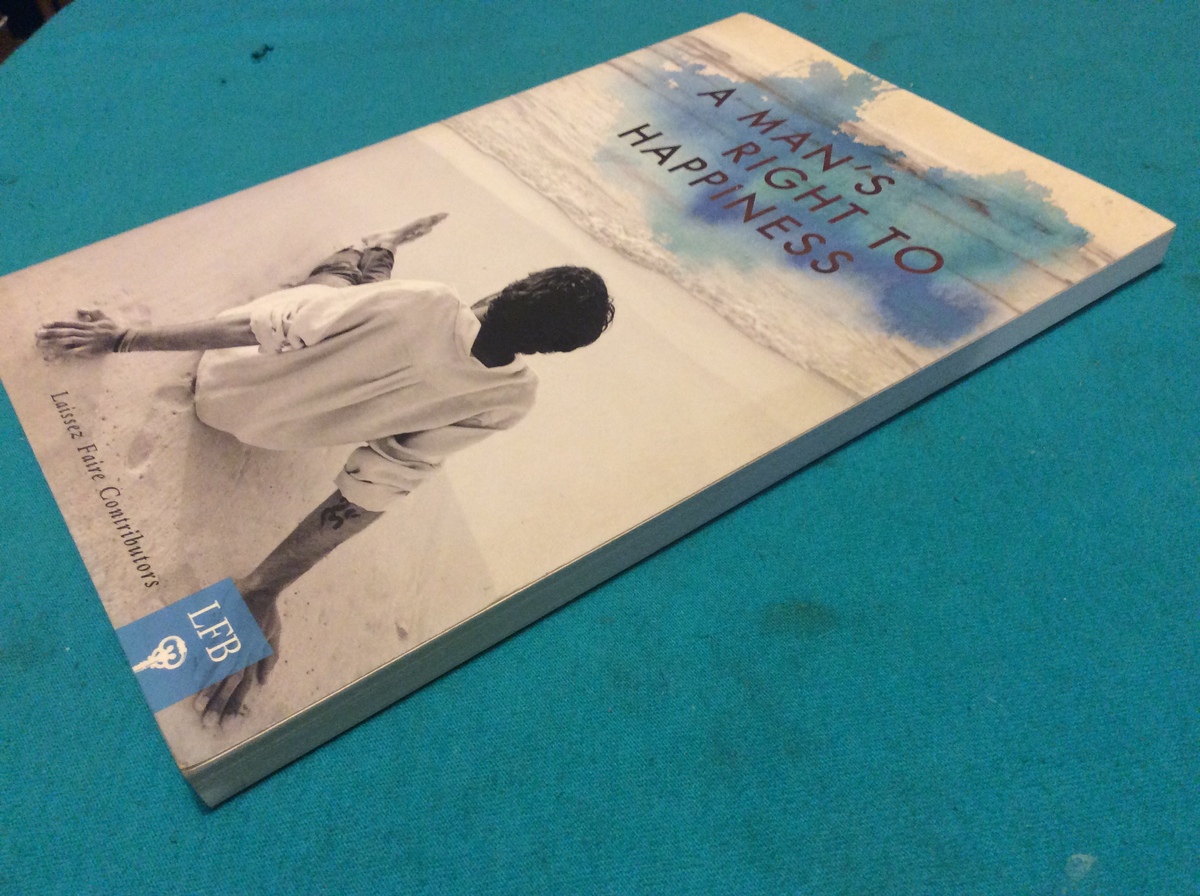 A MAN'S
RIGHT TO
HAPPINESS
Laissez Faire Contributors
LFB